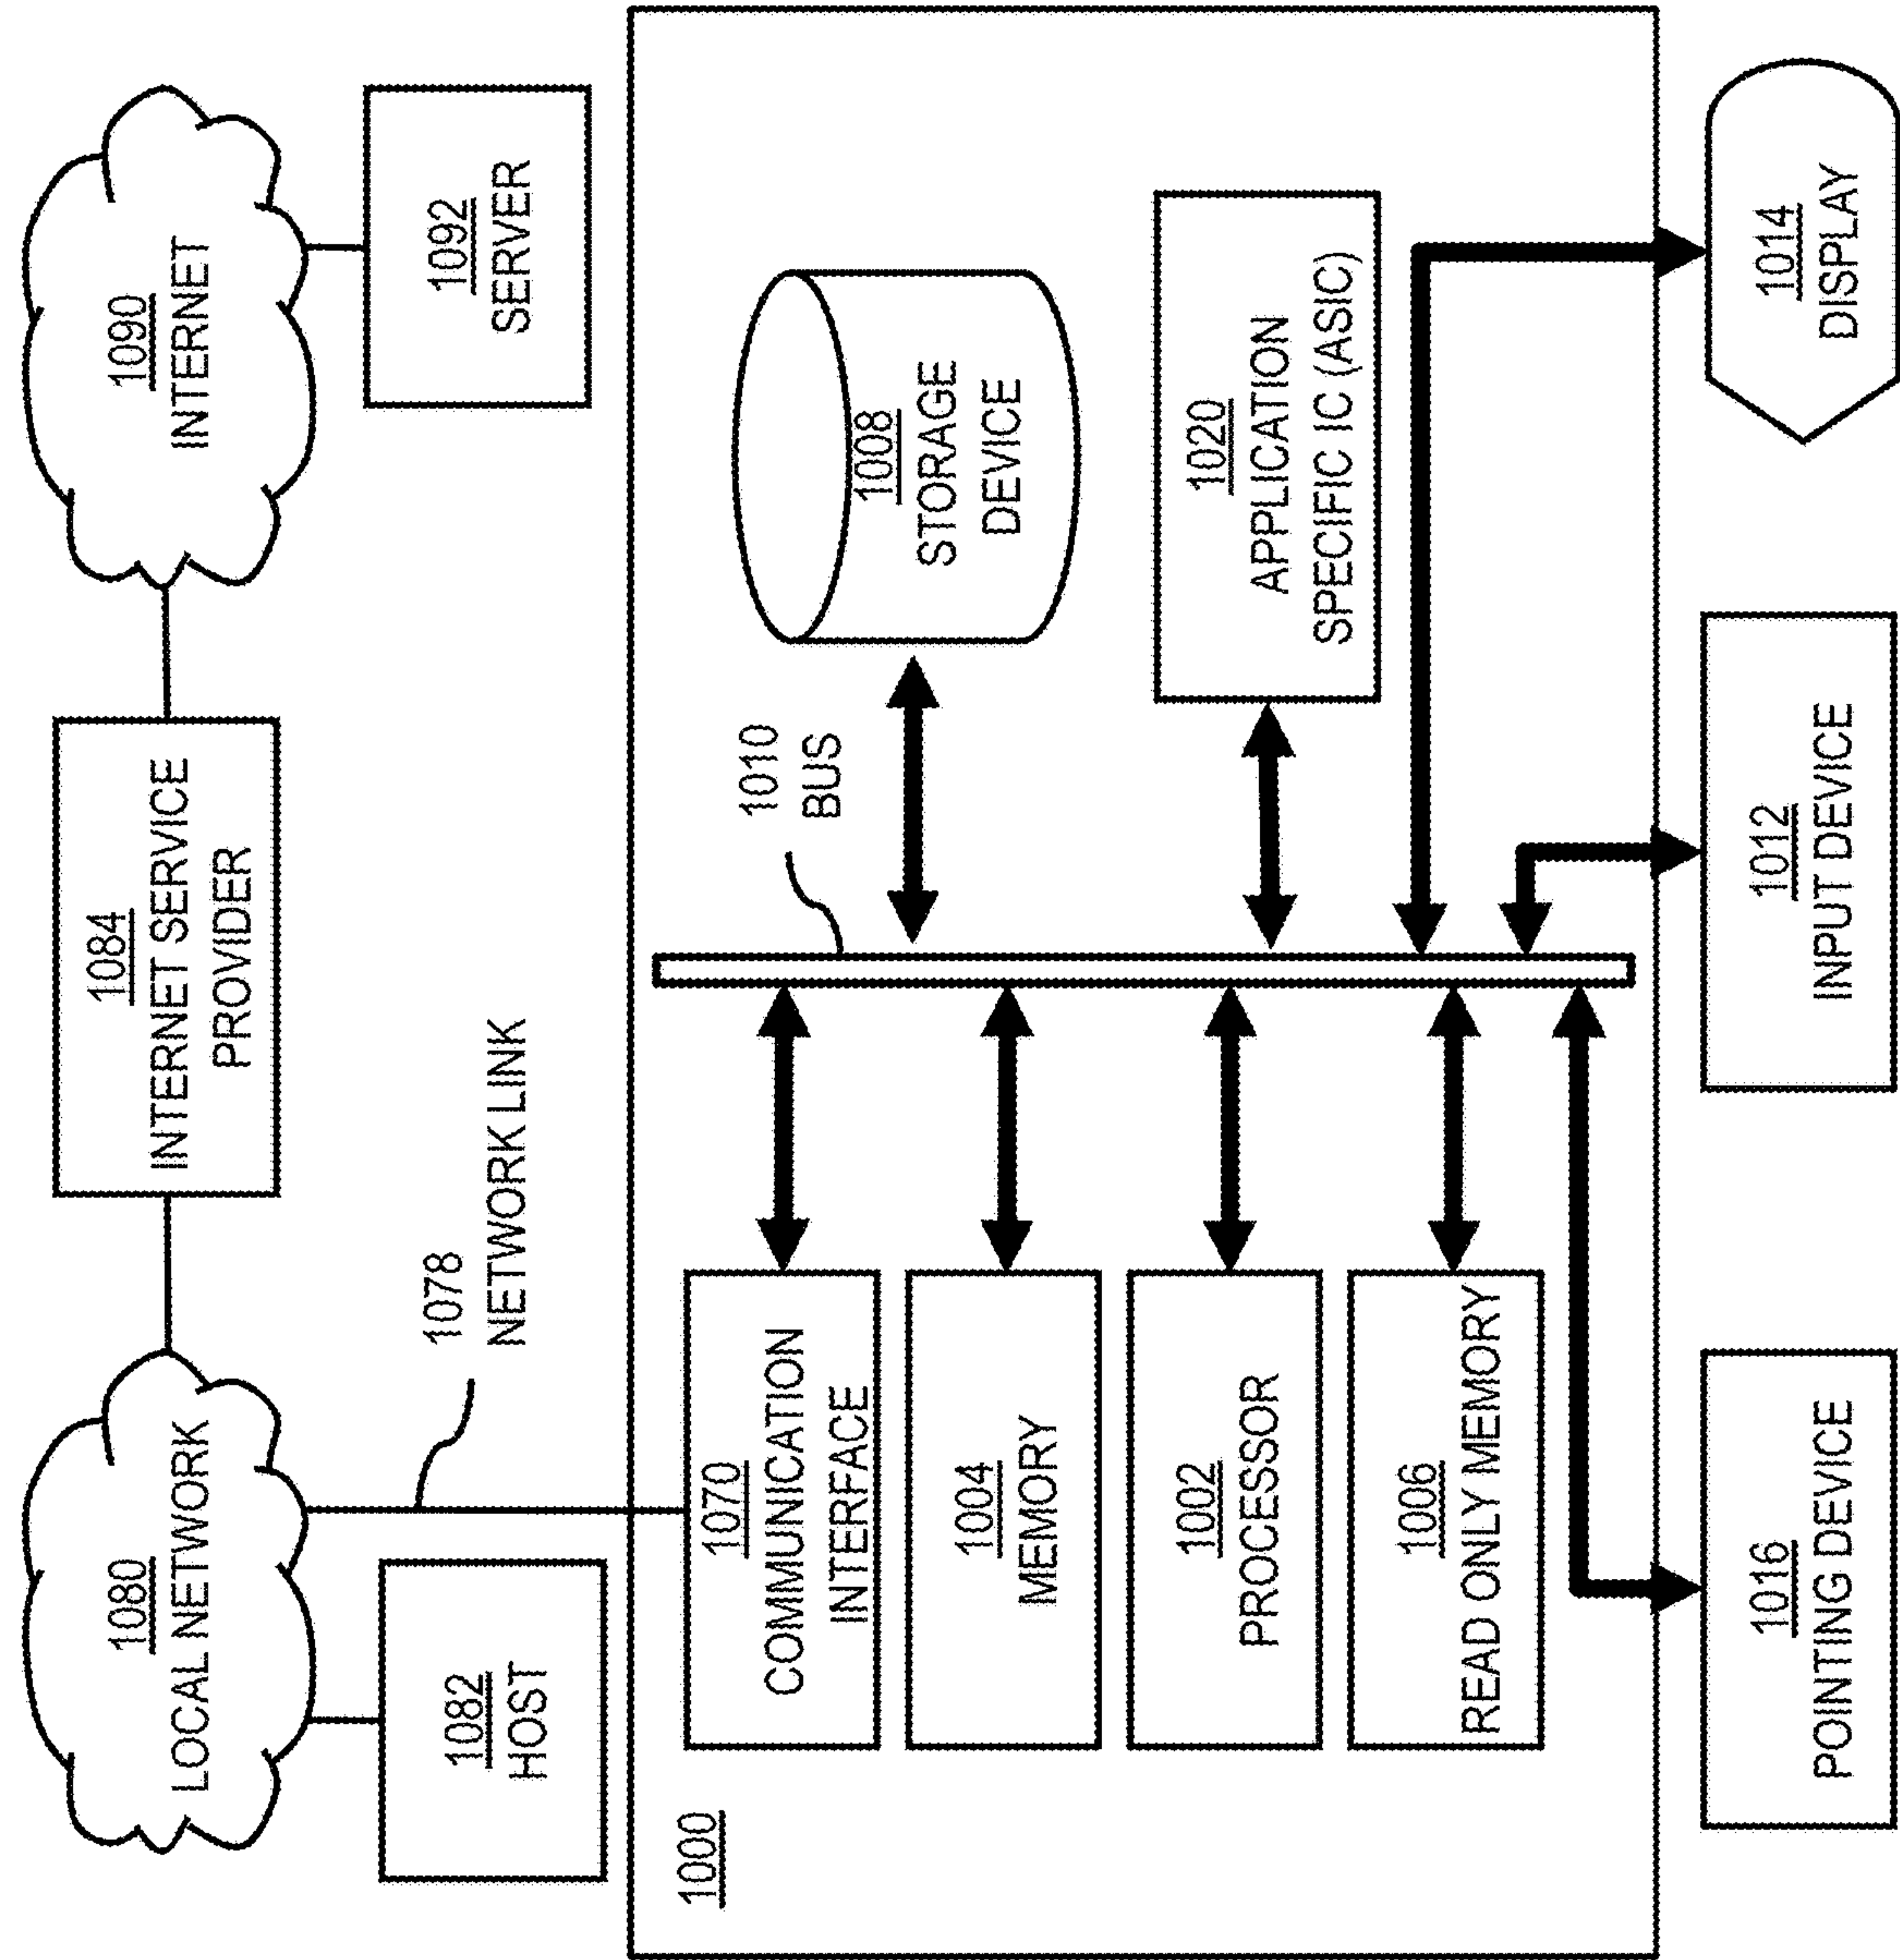 1080
LOCAL NETWORK
1084
INTERNET SERVICE
PROVIDER
1090
INTERNET
1082
HOST
1078
NETWORK LINK
1092
SERVER
1000
1070
COMMUNICATION
INTERFACE
1010
BUS
1008
STORAGE
DEVICE
1004
MEMORY
1002
PROCESSOR
1020
APPLICATION
SPECIFIC IC (ASIC)
1006
READ ONLY MEMORY
1016
POINTING DEVICE
1012
INPUT DEVICE
1014
DISPLAY